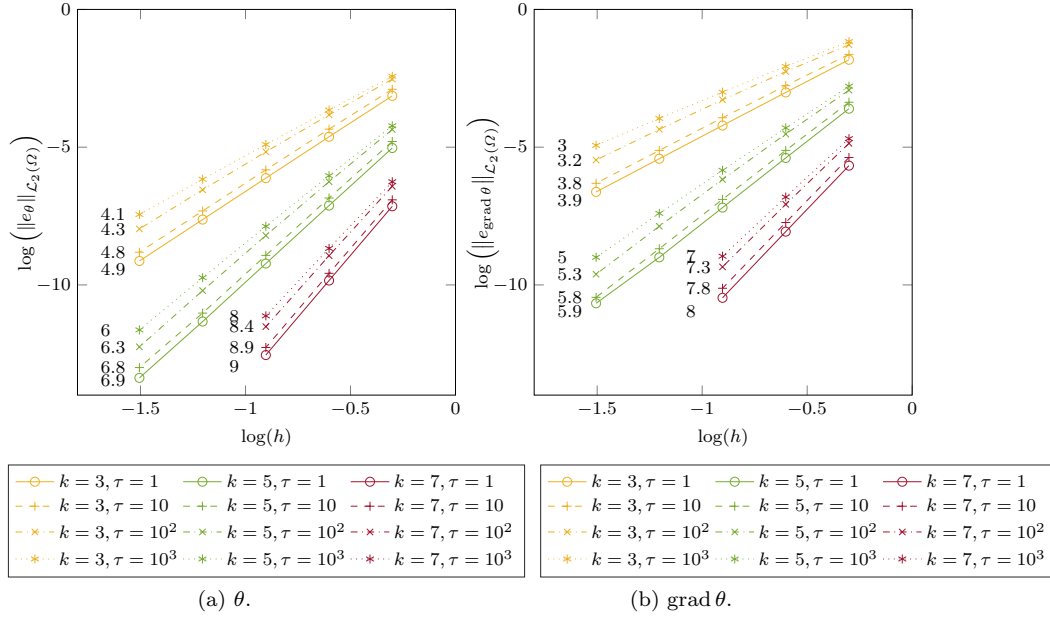 0
−5
−10
log (‖e_θ‖_{𝓛₂(Ω)})
4.1
4.3
4.8
4.9
6
6.3
6.8
6.9
8
8.4
8.9
9
−1.5
−1
−0.5
0
log(h)
k = 3, τ = 1
k = 5, τ = 1
k = 7, τ = 1
k = 3, τ = 10
k = 5, τ = 10
k = 7, τ = 10
k = 3, τ = 10²
k = 5, τ = 10²
k = 7, τ = 10²
k = 3, τ = 10³
k = 5, τ = 10³
k = 7, τ = 10³
(a) θ.
0
−5
−10
log (‖e_{grad θ}‖_{𝓛₂(Ω)})
3
3.2
3.8
3.9
5
5.3
5.8
5.9
7
7.3
7.8
8
−1.5
−1
−0.5
0
log(h)
k = 3, τ = 1
k = 5, τ = 1
k = 7, τ = 1
k = 3, τ = 10
k = 5, τ = 10
k = 7, τ = 10
k = 3, τ = 10²
k = 5, τ = 10²
k = 7, τ = 10²
k = 3, τ = 10³
k = 5, τ = 10³
k = 7, τ = 10³
(b) grad θ.